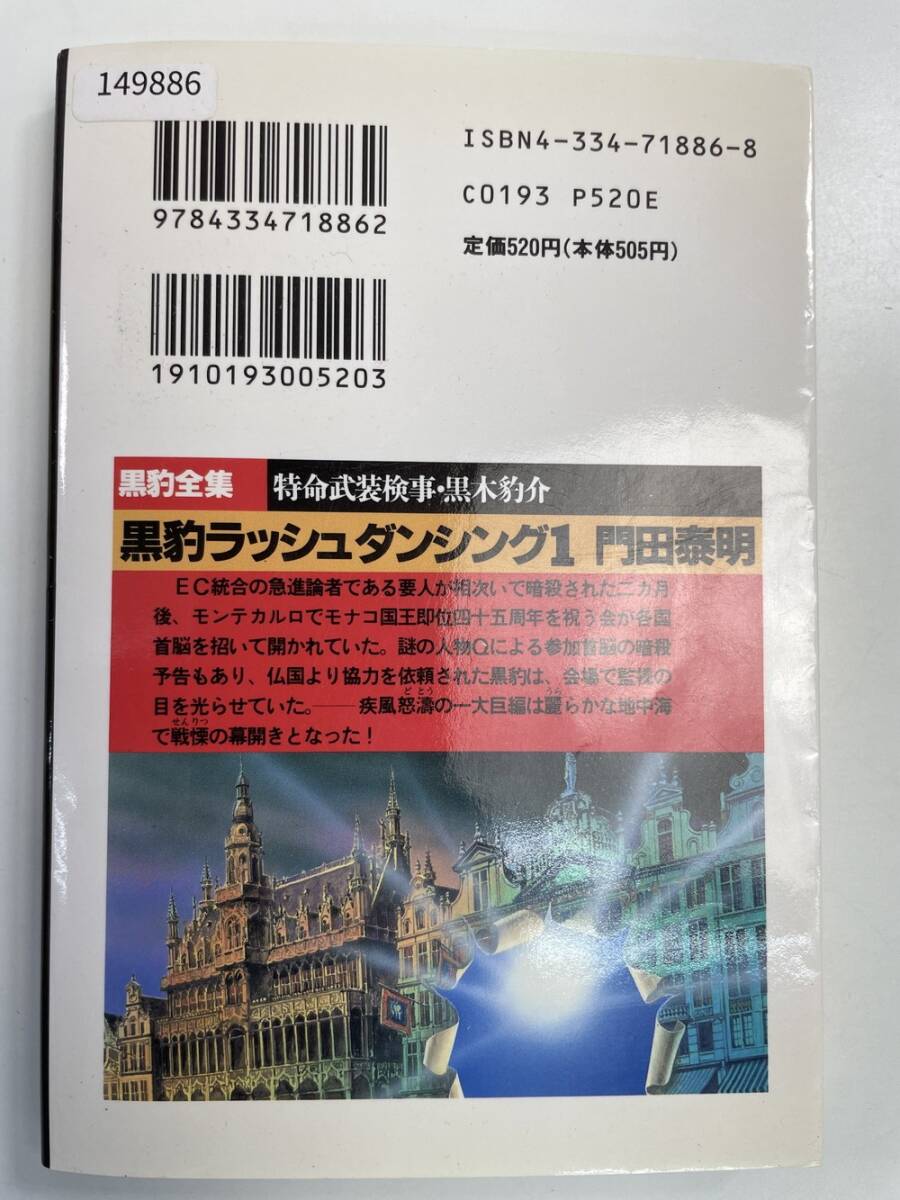 149886
ISBN4-334-71886-8
C0193 P520E
定価520円(本体505円)
9784334718862
1910193005203
黒豹全集 特命武装検事・黒木豹介
黒豹ラッシュダンシング1 門田泰明
EC統合の急進論者である要人が相次いで暗殺された二カ月
後、モンテカルロでモナコ国王即位四十五周年を祝う会が各国
首脳を招いて開かれていた。謎の人物Qによる参加首脳の暗殺
予告もあり、仏国より協力を依頼された黒豹は、会場で監視の
どとう うら
目を光らせていた。――疾風怒濤の一大巨編は麗らかな地中海
せんりつ
で戦慄の幕開きとなった!